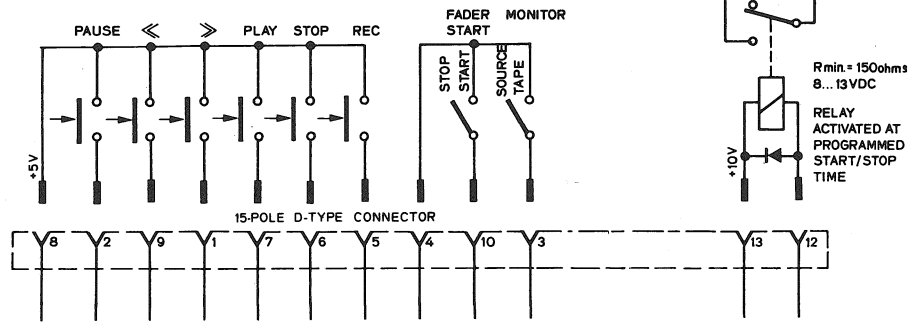 FADER MONITOR
PAUSE ≪ ≫ PLAY STOP REC START
STOP START
SOURCE TAPE
Rmin.= 150ohms
8...13VDC
RELAY
ACTIVATED AT
PROGRAMMED
START/STOP
TIME
+5V
+10V
15-POLE D-TYPE CONNECTOR
8 2 9 1 7 6 5 4 10 3 13 12